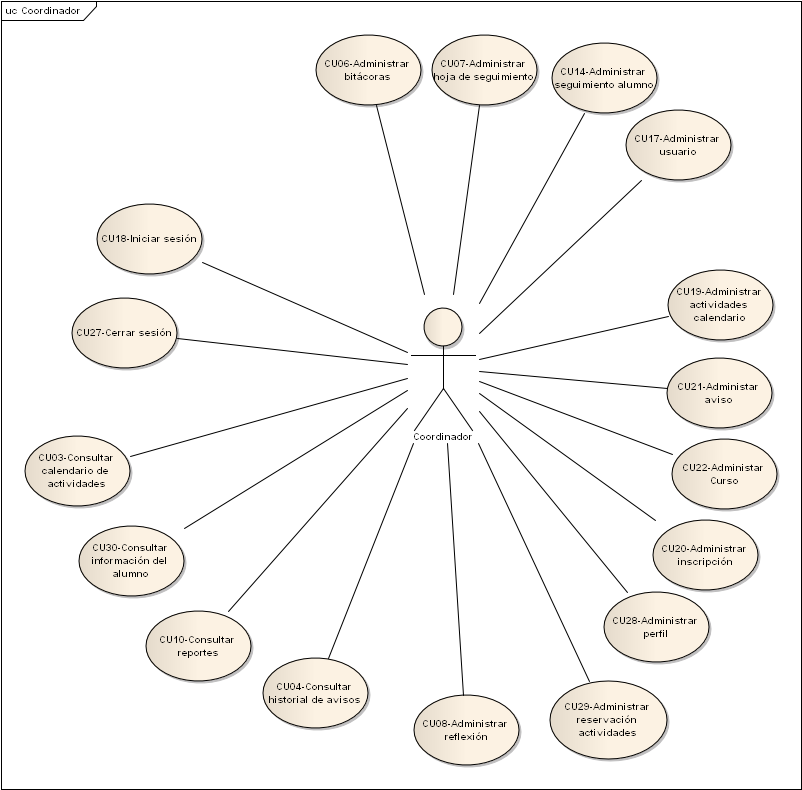 uc Coordinador
CU06-Administrar
bitácoras
CU07-Administrar
hoja de seguimiento
CU14-Administrar
seguimiento alumno
CU17-Administrar
usuario
CU18-Iniciar sesión
CU27-Cerrar sesión
CU19-Administrar
actividades
calendario
CU21-Administar
aviso
Coordinador
CU03-Consultar
calendario de
actividades
CU22-Administar
Curso
CU30-Consultar
información del
alumno
CU20-Administrar
inscripción
CU10-Consultar
reportes
CU28-Administrar
perfil
CU04-Consultar
historial de avisos
CU08-Administrar
reflexión
CU29-Administrar
reservación
actividades